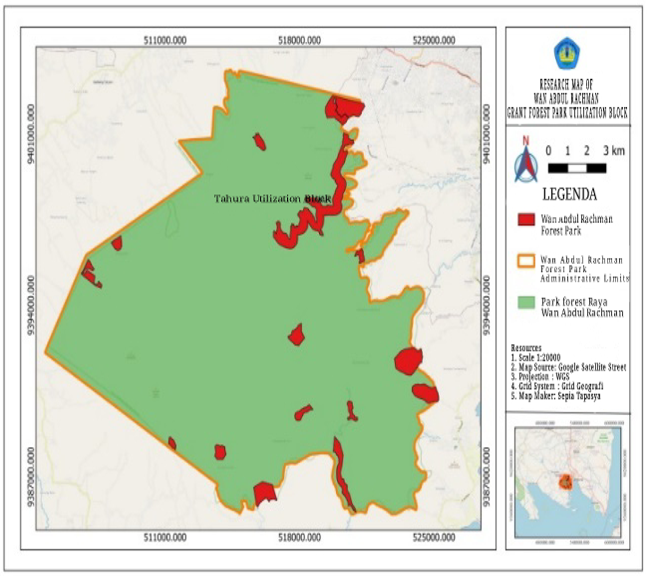 511000.000 518000.000 525000.000
9401000.000
9394000.000
9387000.000
Tahura Utilization Block
9401000.000
9394000.000
9387000.000
511000.000 518000.000 525000.000
RESEARCH MAP OF
WAN ABDUL RACHMAN
GRANT FOREST PARK UTILIZATION BLOCK
N
0 1 2 3 km
LEGENDA
Wan Abdul Rachman
Forest Park
Wan Abdul Rachman
Forest Park
Administrative Limits
Park forest Raya
Wan Abdul Rachman
Resources
1. Scale 1:20000
2. Map Source: Google Satellite Street
3. Projection : WGS
4. Grid System : Grid Geografi
5. Map Maker: Sepia Tapasya